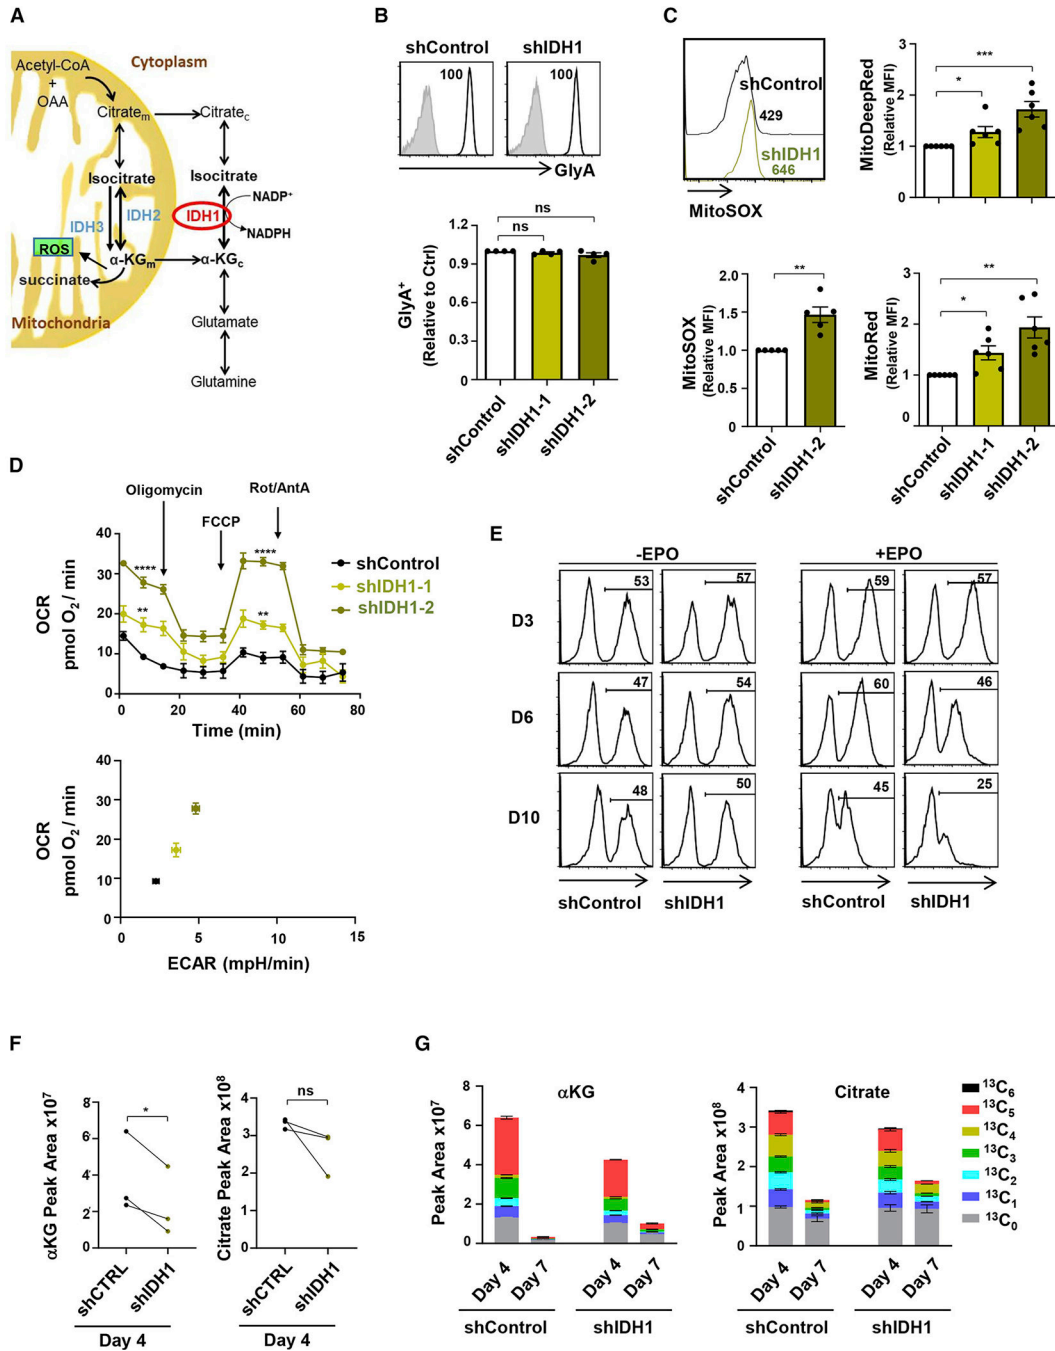 A
Acetyl-CoA
+
OAA
Cytoplasm
Citrateₘ
Citrate꜀
Isocitrate
Isocitrate
IDH3
IDH2
IDH1
NADP⁺
NADPH
ROS
α-KGₘ
α-KG꜀
succinate
Mitochondria
Glutamate
Glutamine
B
shControl
shIDH1
100
100
GlyA
ns
ns
GlyA⁺
(Relative to Ctrl)
1.2
0.9
0.6
0.3
0
shControl
shIDH1-1
shIDH1-2
C
shControl
429
shIDH1
646
MitoSOX
MitoDeepRed
(Relative MFI)
3
2
1
0
*
***
MitoSOX
(Relative MFI)
2.0
1.5
1.0
0.5
0
**
shControl
shIDH1-2
MitoRed
(Relative MFI)
3
2
1
0
*
**
shControl
shIDH1-1
shIDH1-2
D
Oligomycin
FCCP
Rot/AntA
OCR
pmol O₂ / min
40
30
20
10
0
****
**
****
**
0
20
40
60
80
Time (min)
shControl
shIDH1-1
shIDH1-2
OCR
pmol O₂ / min
40
30
20
10
0
0
5
10
15
ECAR (mpH/min)
E
-EPO
+EPO
D3
53
57
59
57
D6
47
54
60
46
D10
48
50
45
25
shControl
shIDH1
shControl
shIDH1
F
αKG Peak Area x10⁷
8
6
4
2
0
*
shCTRL
shIDH1
Day 4
Citrate Peak Area x10⁸
4
3
2
1
0
ns
shCTRL
shIDH1
Day 4
G
αKG
Peak Area x10⁷
8
6
4
2
0
Day 4
Day 7
Day 4
Day 7
shControl
shIDH1
Citrate
Peak Area x10⁸
4
3
2
1
0
Day 4
Day 7
Day 4
Day 7
shControl
shIDH1
¹³C₆
¹³C₅
¹³C₄
¹³C₃
¹³C₂
¹³C₁
¹³C₀